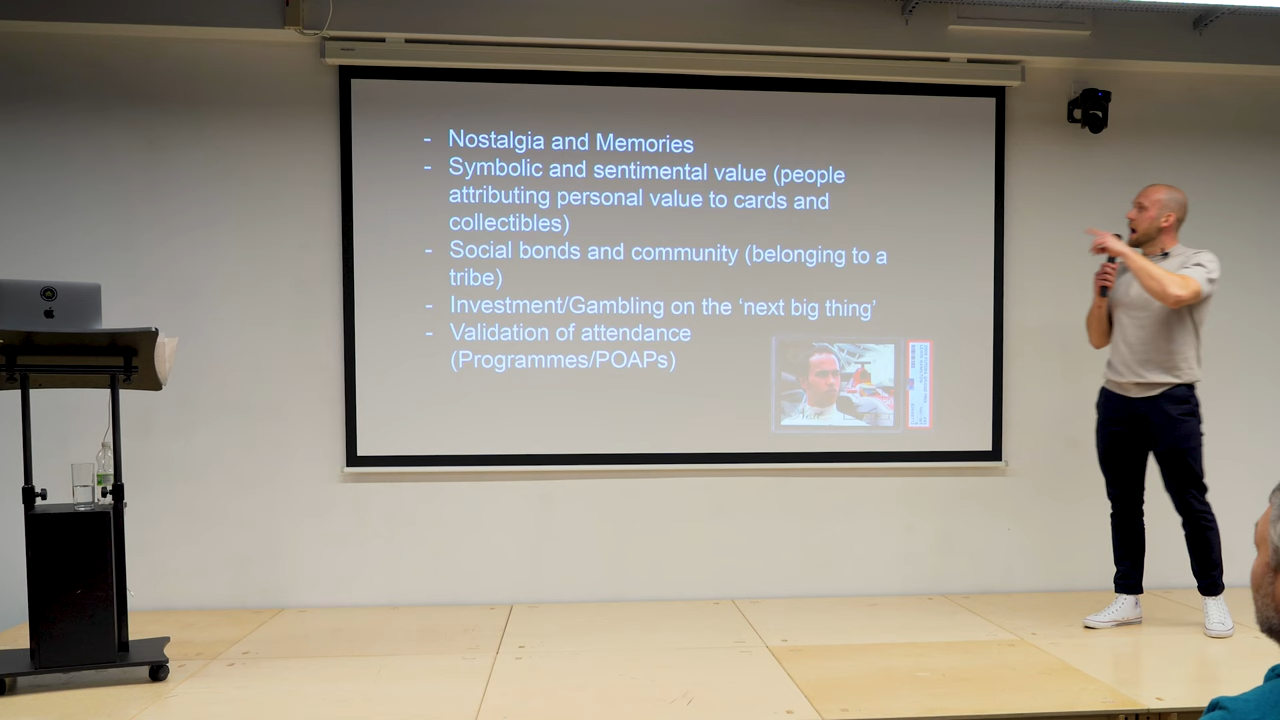 - Nostalgia and Memories
- Symbolic and sentimental value (people
attributing personal value to cards and
collectibles)
- Social bonds and community (belonging to a
tribe)
- Investment/Gambling on the ‘next big thing’
- Validation of attendance
(Programmes/POAPs)